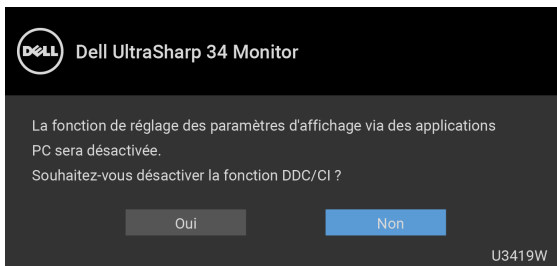 DELL
Dell UltraSharp 34 Monitor
La fonction de réglage des paramètres d'affichage via des applications
PC sera désactivée.
Souhaitez-vous désactiver la fonction DDC/CI ?
Oui
Non
U3419W